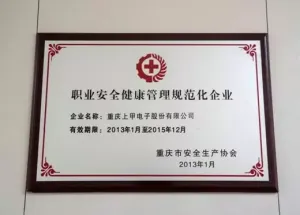 职业安全健康管理规范化企业
企业名称：重庆上甲电子股份有限公司
有效期限：2013年1月至2015年12月
重庆市安全生产协会
2013年1月